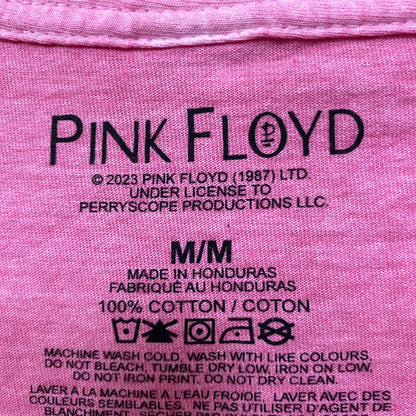 PINK FLOYD
© 2023 PINK FLOYD (1987) LTD.
UNDER LICENSE TO
PERRYSCOPE PRODUCTIONS LLC.
M/M
MADE IN HONDURAS
FABRIQUÉ AU HONDURAS
100% COTTON / COTON
MACHINE WASH COLD, WASH WITH LIKE COLOURS,
DO NOT BLEACH, TUMBLE DRY LOW, IRON ON LOW,
DO NOT IRON PRINT, DO NOT DRY CLEAN.
LAVER A LA MACHINE A L'EAU FROIDE, LAVER AVEC DES
COULEURS SEMBLABLES. NE PAS UTILISER D'AGENT DE